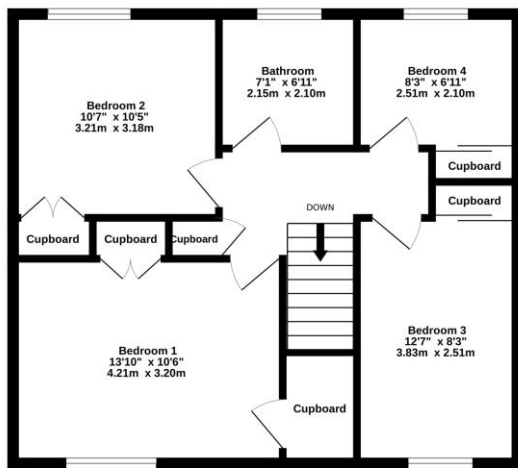 Bathroom
7'1" x 6'11"
2.15m x 2.10m
Bedroom 4
8'3" x 6'11"
2.51m x 2.10m
Bedroom 2
10'7" x 10'5"
3.21m x 3.18m
Cupboard
Cupboard
DOWN
Cupboard
Cupboard
Cupboard
Bedroom 1
13'10" x 10'6"
4.21m x 3.20m
Bedroom 3
12'7" x 8'3"
3.83m x 2.51m
Cupboard